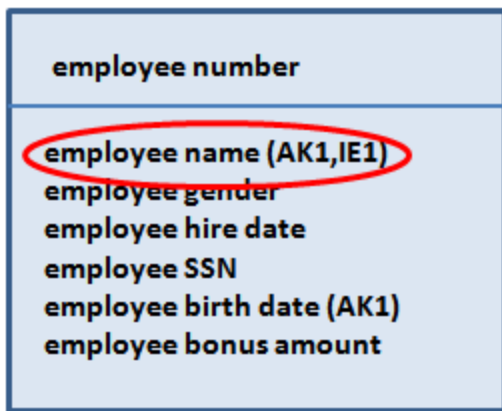 employee number
employee name (AK1,IE1)
employee gender
employee hire date
employee SSN
employee birth date (AK1)
employee bonus amount